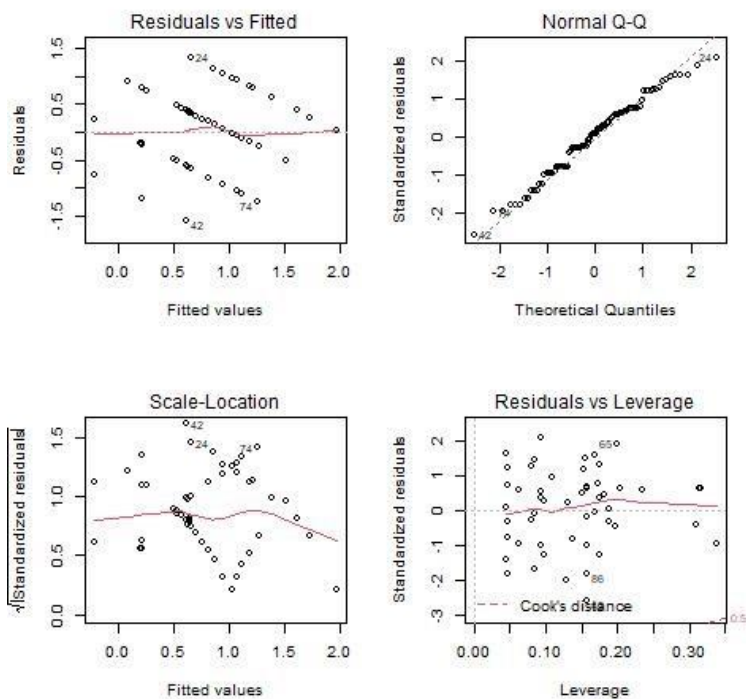 Residuals vs Fitted
Residuals
-1.5 -0.5 0.5 1.5
24
74
42
0.0 0.5 1.0 1.5 2.0
Fitted values
Normal Q-Q
Standardized residuals
-2 -1 0 1 2
24
42
-2 -1 0 1 2
Theoretical Quantiles
Scale-Location
√|Standardized residuals|
0.0 0.5 1.0 1.5
42
24
74
0.0 0.5 1.0 1.5 2.0
Fitted values
Residuals vs Leverage
Standardized residuals
-3 -2 -1 0 1 2
65
86
Cook's distance
0.5
0.00 0.10 0.20 0.30
Leverage